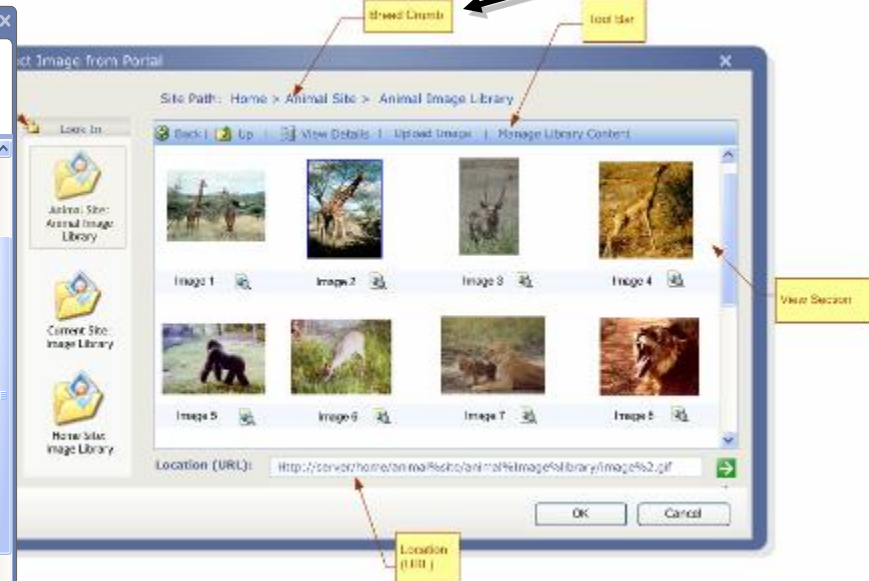 Bread Crumb
Tool Bar
ct Image from Portal
Site Path: Home > Animal Site > Animal Image Library
Look In
Back | Up | View Details | Upload Image | Manage Library Content
Animal Site:
Animal Image
Library
Image 1
Image 2
Image 3
Image 4
View Section
Current Site:
Image Library
Image 5
Image 6
Image 7
Image 8
Home Site:
Image Library
Location (URL):
Http://server/home/animal%site/animal%image%library/image%2.gif
OK
Cancel
Location
(URL)